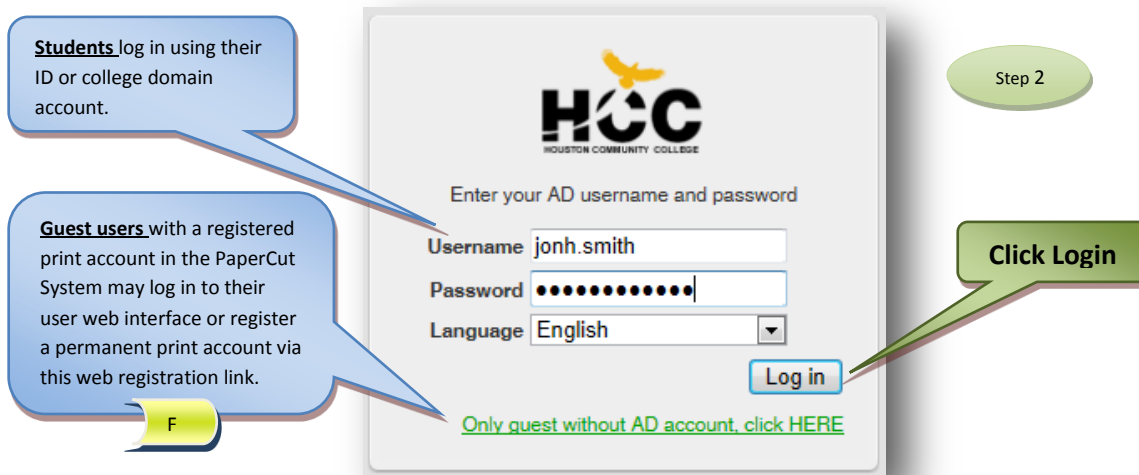 Students log in using their
ID or college domain
account.
HCC
HOUSTON COMMUNITY COLLEGE
Step 2
Enter your AD username and password
Guest users with a registered
print account in the PaperCut
System may log in to their
user web interface or register
a permanent print account via
this web registration link.
F
Username jonh.smith
Password ●●●●●●●●●●●●
Language English
Log in
Click Login
Only guest without AD account, click HERE